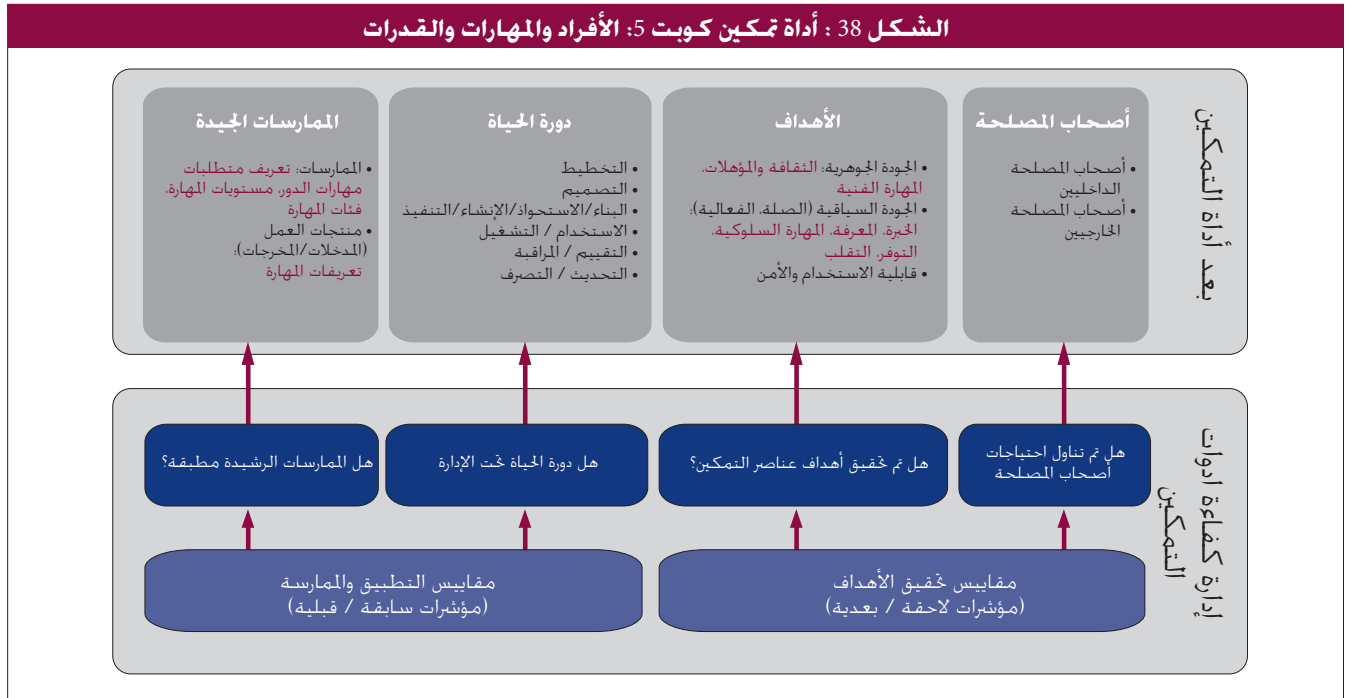 الشكل 38 : أداة تمكين كوبت 5: الأفراد والمهارات والقدرات
بعد أداة التمكين
أصحاب المصلحة
• أصحاب المصلحة
الداخليين
• أصحاب المصلحة
الخارجيين
الأهداف
• الجودة الجوهرية: الثقافة والمؤهلات،
المهارة الفنية
• الجودة السياقية (الصلة، الفعالية):
الخبرة، المعرفة، المهارة السلوكية،
التوفر، التقلب
• قابلية الاستخدام والأمن
دورة الحياة
• التخطيط
• التصميم
• البناء/الاستحواذ/الإنشاء/التنفيذ
• الاستخدام / التشغيل
• التقييم / المراقبة
• التحديث / التصرف
الممارسات الجيدة
• الممارسات: تعريف متطلبات
مهارات الدور، مستويات المهارة،
فئات المهارة
• منتجات العمل
(المدخلات/المخرجات):
تعريفات المهارة
إدارة كفاءة ادوات
التمكين
هل تم تناول احتياجات
أصحاب المصلحة
هل تم تحقيق أهداف عناصر التمكين؟
هل دورة الحياة تحت الإدارة
هل الممارسات الرشيدة مطبقة؟
مقاييس تحقيق الأهداف
(مؤشرات لاحقة / بعدية)
مقاييس التطبيق والممارسة
(مؤشرات سابقة / قبلية)